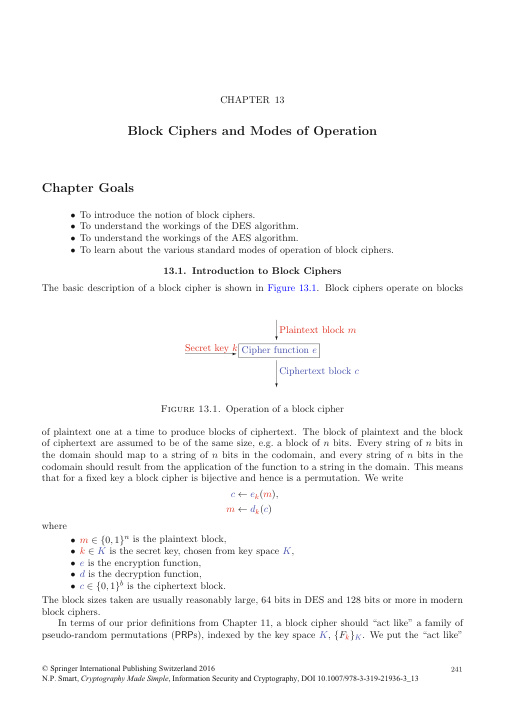 CHAPTER 13
Block Ciphers and Modes of Operation
Chapter Goals
• To introduce the notion of block ciphers.
• To understand the workings of the DES algorithm.
• To understand the workings of the AES algorithm.
• To learn about the various standard modes of operation of block ciphers.
13.1. Introduction to Block Ciphers
The basic description of a block cipher is shown in Figure 13.1. Block ciphers operate on blocks
Plaintext block m
Secret key k
Cipher function e
Ciphertext block c
Figure 13.1. Operation of a block cipher
of plaintext one at a time to produce blocks of ciphertext. The block of plaintext and the block
of ciphertext are assumed to be of the same size, e.g. a block of n bits. Every string of n bits in
the domain should map to a string of n bits in the codomain, and every string of n bits in the
codomain should result from the application of the function to a string in the domain. This means
that for a fixed key a block cipher is bijective and hence is a permutation. We write
c ← eₖ(m),
m ← dₖ(c)
where
• m ∈ {0, 1}ⁿ is the plaintext block,
• k ∈ K is the secret key, chosen from key space K,
• e is the encryption function,
• d is the decryption function,
• c ∈ {0, 1}ᵇ is the ciphertext block.
The block sizes taken are usually reasonably large, 64 bits in DES and 128 bits or more in modern
block ciphers.
In terms of our prior definitions from Chapter 11, a block cipher should “act like” a family of
pseudo-random permutations (PRPs), indexed by the key space K, {Fₖ}K. We put the “act like”
© Springer International Publishing Switzerland 2016
241
N.P. Smart, Cryptography Made Simple, Information Security and Cryptography, DOI 10.1007/978-3-319-21936-3_13